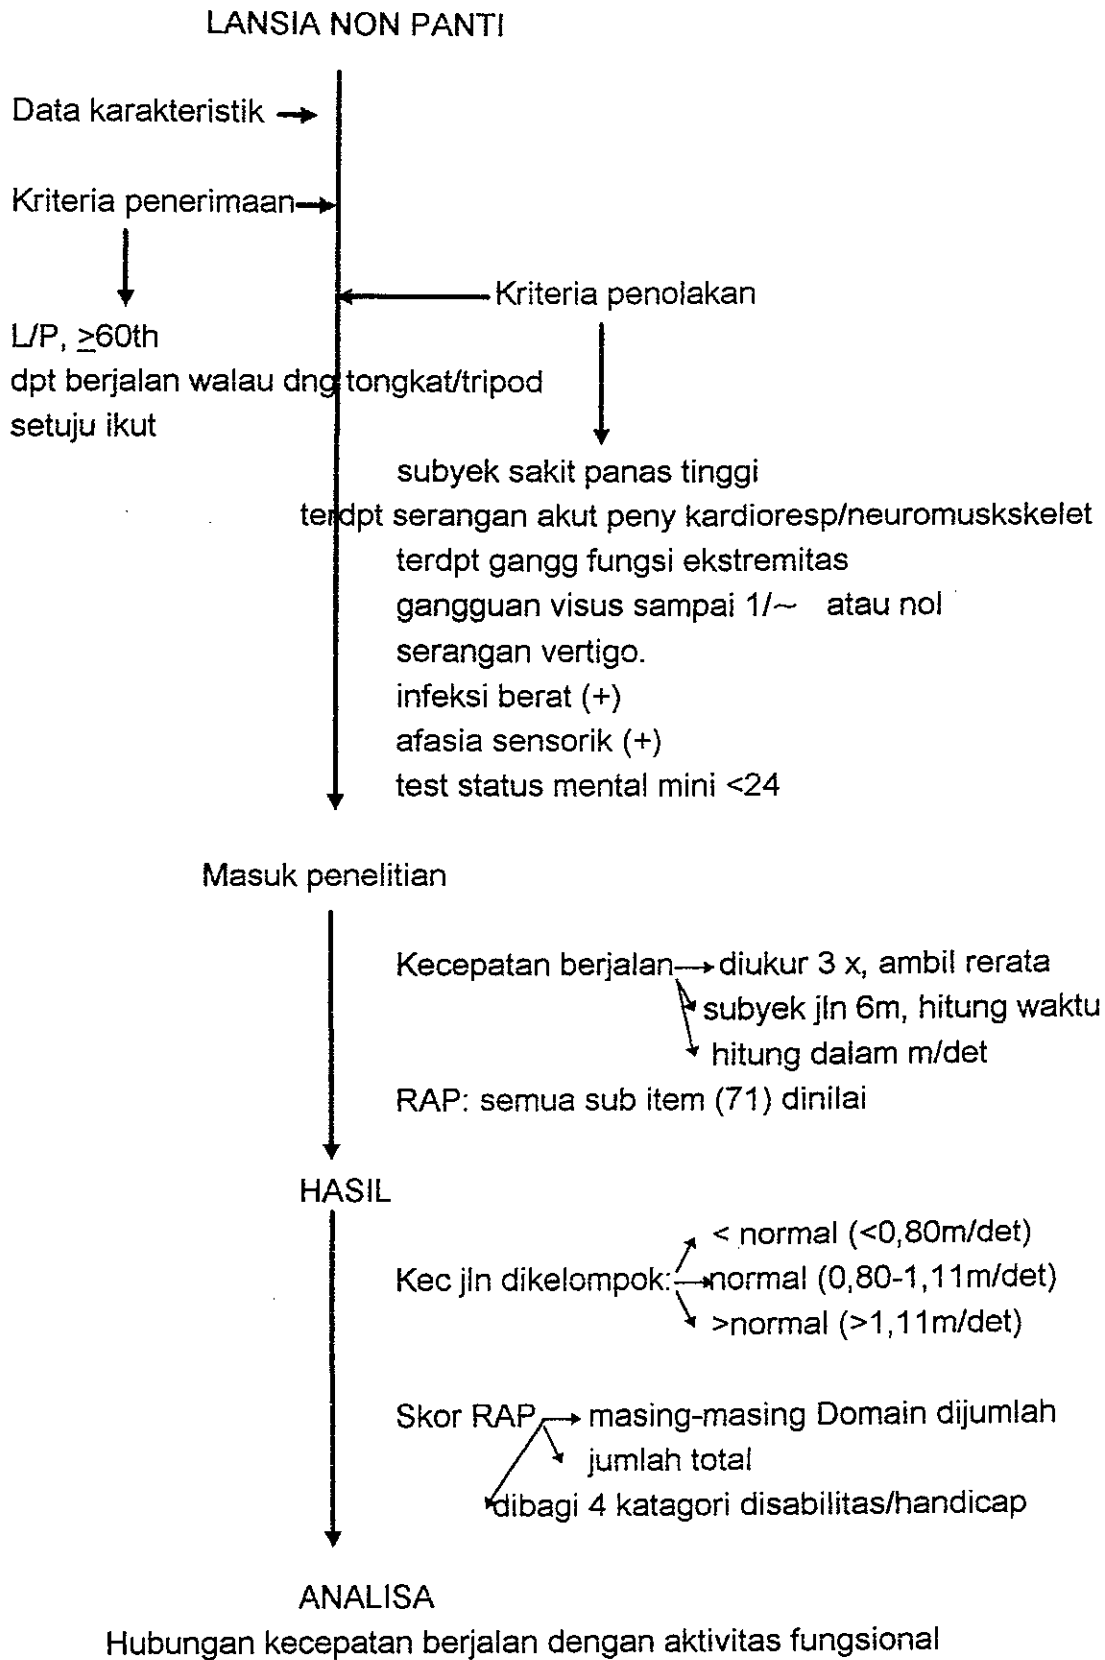 LANSIA NON PANTI
Data karakteristik
Kriteria penerimaan
Kriteria penolakan
L/P, ≥60th
dpt berjalan walau dng tongkat/tripod
setuju ikut
subyek sakit panas tinggi
terdpt serangan akut peny kardioresp/neuromuskskelet
terdpt gangg fungsi ekstremitas
gangguan visus sampai 1/~ atau nol
serangan vertigo.
infeksi berat (+)
afasia sensorik (+)
test status mental mini <24
Masuk penelitian
Kecepatan berjalan → diukur 3 x, ambil rerata
subyek jln 6m, hitung waktu
hitung dalam m/det
RAP: semua sub item (71) dinilai
HASIL
< normal (<0,80m/det)
Kec jln dikelompok: → normal (0,80-1,11m/det)
>normal (>1,11m/det)
Skor RAP → masing-masing Domain dijumlah
jumlah total
dibagi 4 katagori disabilitas/handicap
ANALISA
Hubungan kecepatan berjalan dengan aktivitas fungsional